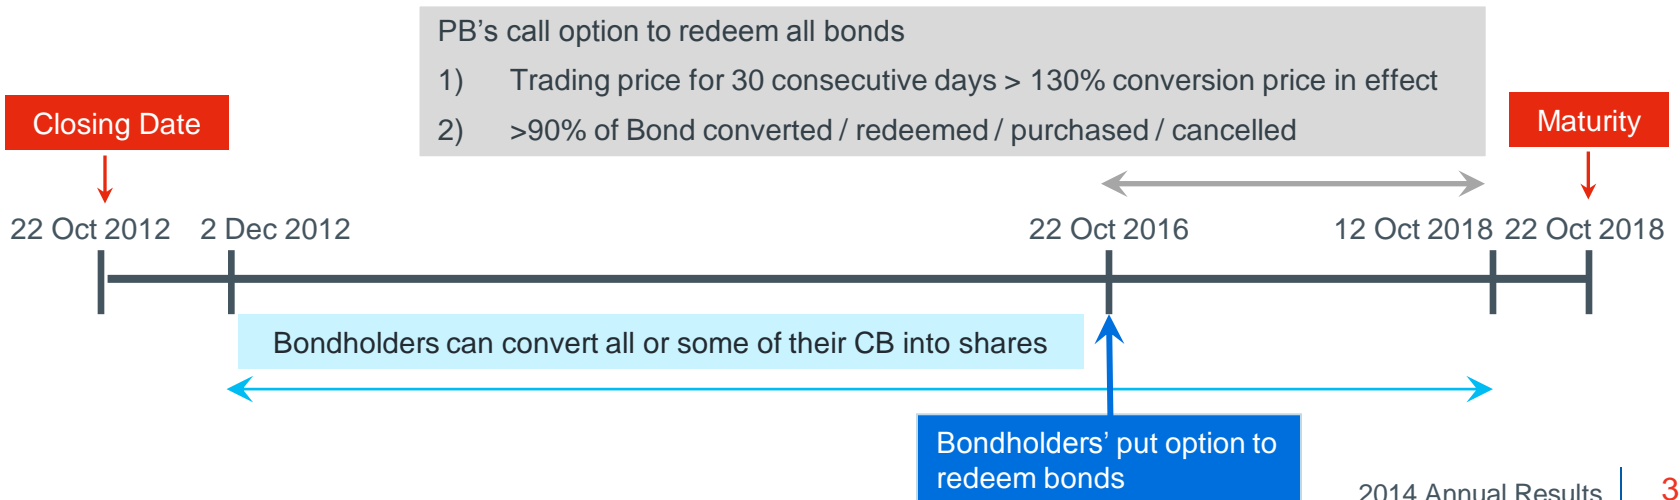 PB’s call option to redeem all bonds
1) Trading price for 30 consecutive days > 130% conversion price in effect
2) >90% of Bond converted / redeemed / purchased / cancelled
Closing Date
Maturity
22 Oct 2012
2 Dec 2012
22 Oct 2016
12 Oct 2018
22 Oct 2018
Bondholders can convert all or some of their CB into shares
Bondholders’ put option to
redeem bonds
2014 Annual Results